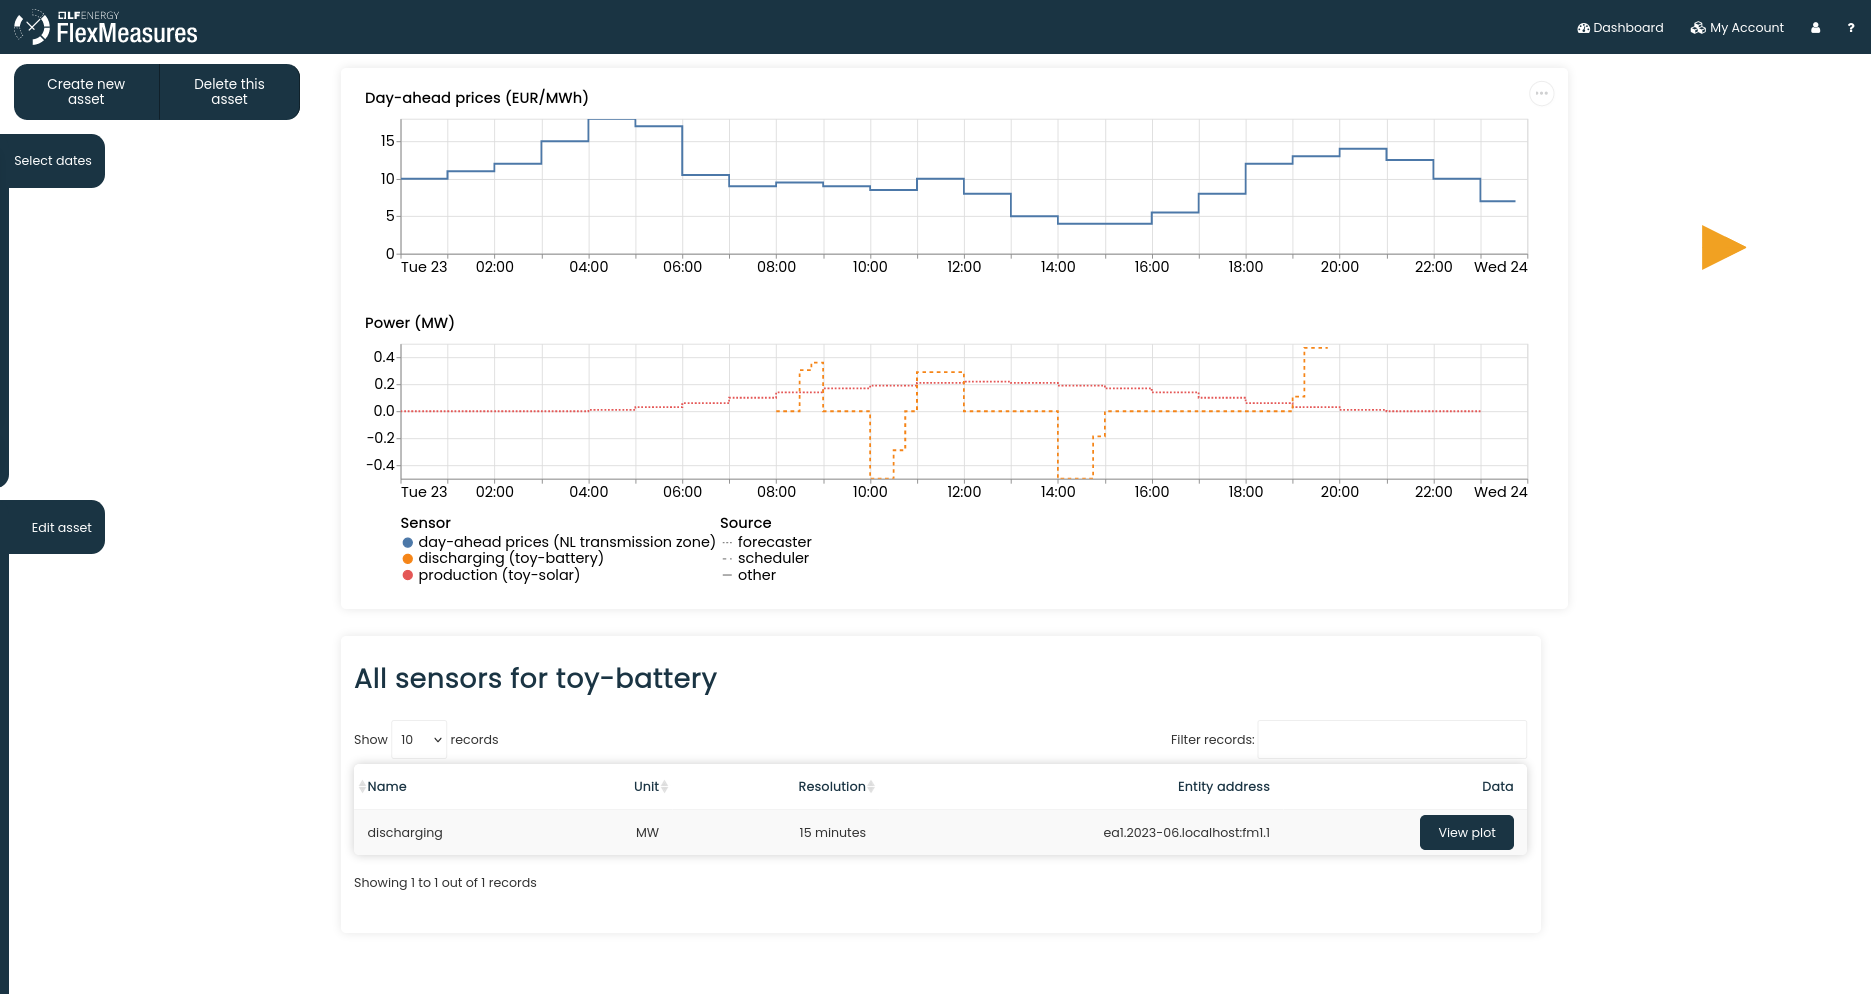 LFENERGY
FlexMeasures
Dashboard
My Account
?
Create new
asset
Delete this
asset
Select dates
Edit asset
Day-ahead prices (EUR/MWh)
15
10
5
0
Tue 23 02:00 04:00 06:00 08:00 10:00 12:00 14:00 16:00 18:00 20:00 22:00 Wed 24
Power (MW)
0.4
0.2
0.0
−0.2
−0.4
Tue 23 02:00 04:00 06:00 08:00 10:00 12:00 14:00 16:00 18:00 20:00 22:00 Wed 24
Sensor
day-ahead prices (NL transmission zone)
discharging (toy-battery)
production (toy-solar)
Source
forecaster
scheduler
other
All sensors for toy-battery
Show 10 records
Filter records:
Name Unit Resolution Entity address Data
discharging MW 15 minutes ea1.2023-06.localhost:fm1.1 View plot
Showing 1 to 1 out of 1 records